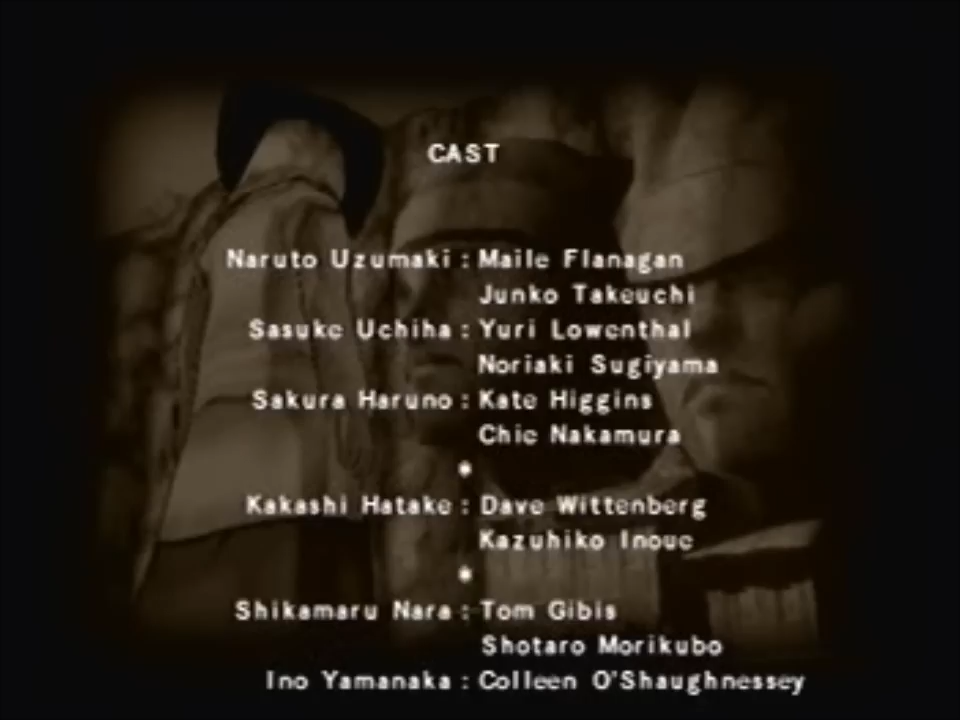 CAST
Naruto Uzumaki : Maile Flanagan
Junko Takeuchi
Sasuke Uchiha : Yuri Lowenthal
Noriaki Sugiyama
Sakura Haruno : Kate Higgins
Chie Nakamura
*
Kakashi Hatake : Dave Wittenberg
Kazuhiko Inoue
*
Shikamaru Nara : Tom Gibis
Shotaro Morikubo
Ino Yamanaka : Colleen O'Shaughnessey